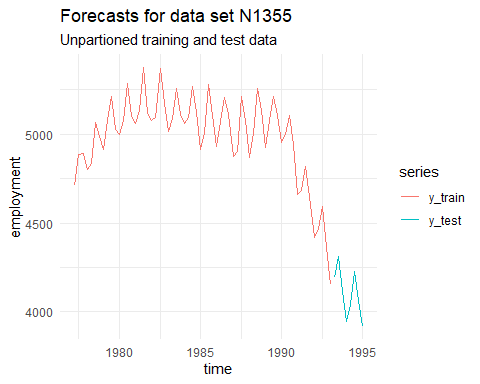 Forecasts for data set N1355
Unpartioned training and test data
employment
5000
4500
4000
1980
1985
1990
1995
time
series
y_train
y_test